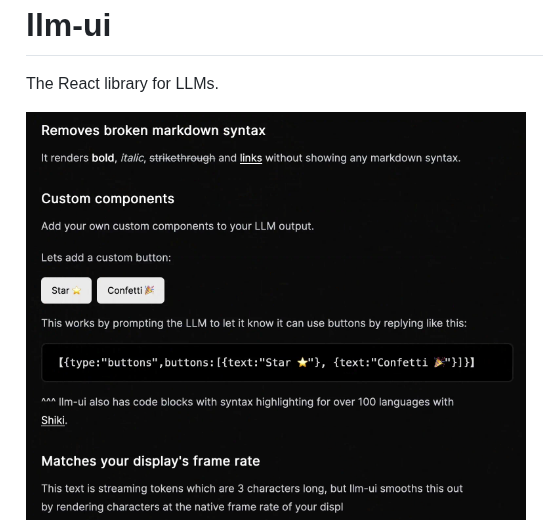 llm-ui
The React library for LLMs.
Removes broken markdown syntax
It renders bold, italic, strikethrough and links without showing any markdown syntax.
Custom components
Add your own custom components to your LLM output.
Lets add a custom button:
Star ⭐ Confetti 🎉
This works by prompting the LLM to let it know it can use buttons by replying like this:
【{type:"buttons",buttons:[{text:"Star ⭐"}, {text:"Confetti 🎉"}]}】
^^^ llm-ui also has code blocks with syntax highlighting for over 100 languages with
Shiki.
Matches your display's frame rate
This text is streaming tokens which are 3 characters long, but llm-ui smooths this out
by rendering characters at the native frame rate of your displ